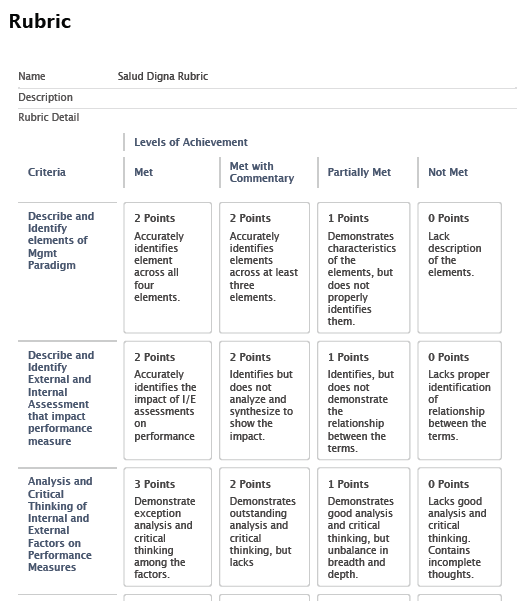 Rubric
Name Salud Digna Rubric
Description
Rubric Detail
Levels of Achievement
Criteria
Met
Met with
Commentary
Partially Met
Not Met
Describe and
Identify
elements of
Mgmt
Paradigm
2 Points
Accurately
identifies
element
across all
four
elements.
2 Points
Accurately
identifies
elements
across at least
three
elements.
1 Points
Demonstrates
characteristics
of the
elements, but
does not
properly
identifies
them.
0 Points
Lack
description
of the
elements.
Describe and
Identify
External and
Internal
Assessment
that impact
performance
measure
2 Points
Accurately
identifies the
impact of I/E
assessments
on
performance
2 Points
Identifies but
does not
analyze and
synthesize to
show the
impact.
1 Points
Identifies, but
does not
demonstrate
the
relationship
between the
terms.
0 Points
Lacks proper
identification
of
relationship
between the
terms.
Analysis and
Critical
Thinking of
Internal and
External
Factors on
Performance
Measures
3 Points
Demonstrate
exception
analysis and
critical
thinking
among the
factors.
2 Points
Demonstrates
outstanding
analysis and
critical
thinking, but
lacks
1 Points
Demonstrates
good analysis
and critical
thinking, but
unbalance in
breadth and
depth.
0 Points
Lacks good
analysis and
critical
thinking.
Contains
incomplete
thoughts.